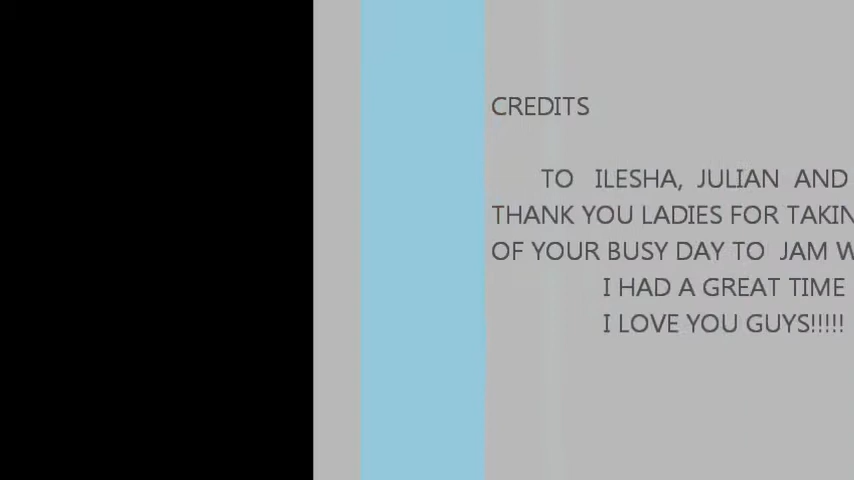 CREDITS
TO ILESHA, JULIAN AND
THANK YOU LADIES FOR
OF YOUR BUSY DAY TO JAM
I HAD A GREAT TIME
I LOVE YOU GUYS!!!!!